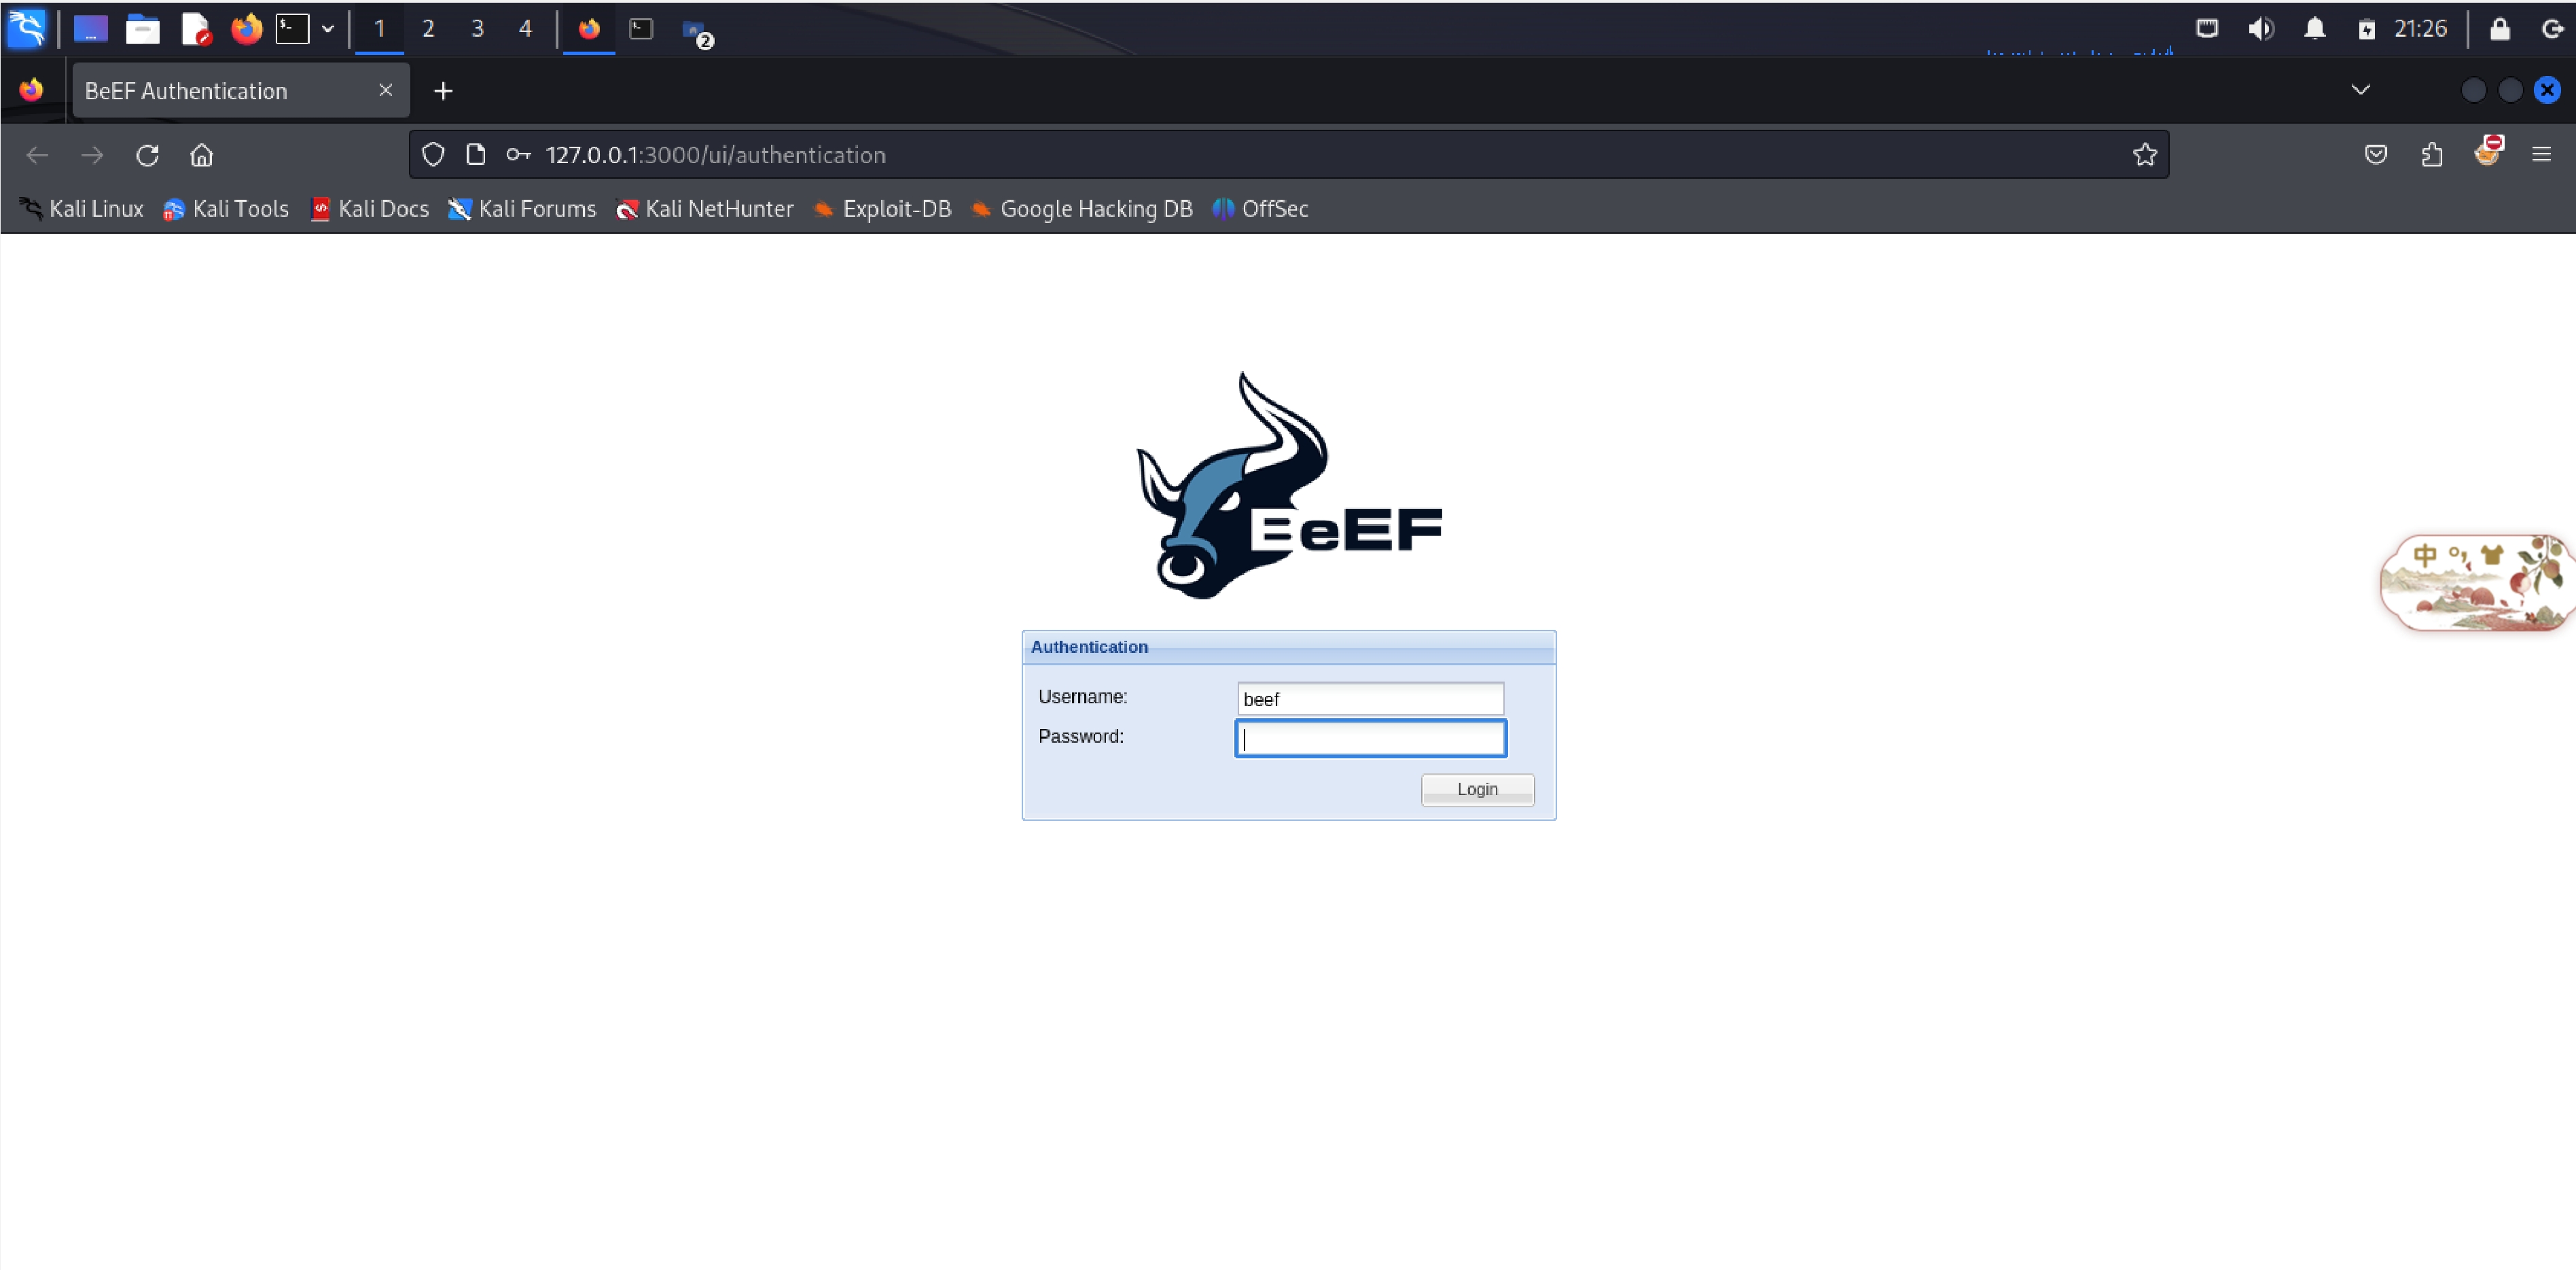 1 2 3 4 2 21:26
BeEF Authentication
127.0.0.1:3000/ui/authentication
Kali Linux Kali Tools Kali Docs Kali Forums Kali NetHunter Exploit-DB Google Hacking DB OffSec
BeEF
中
Authentication
Username: beef
Password:
Login